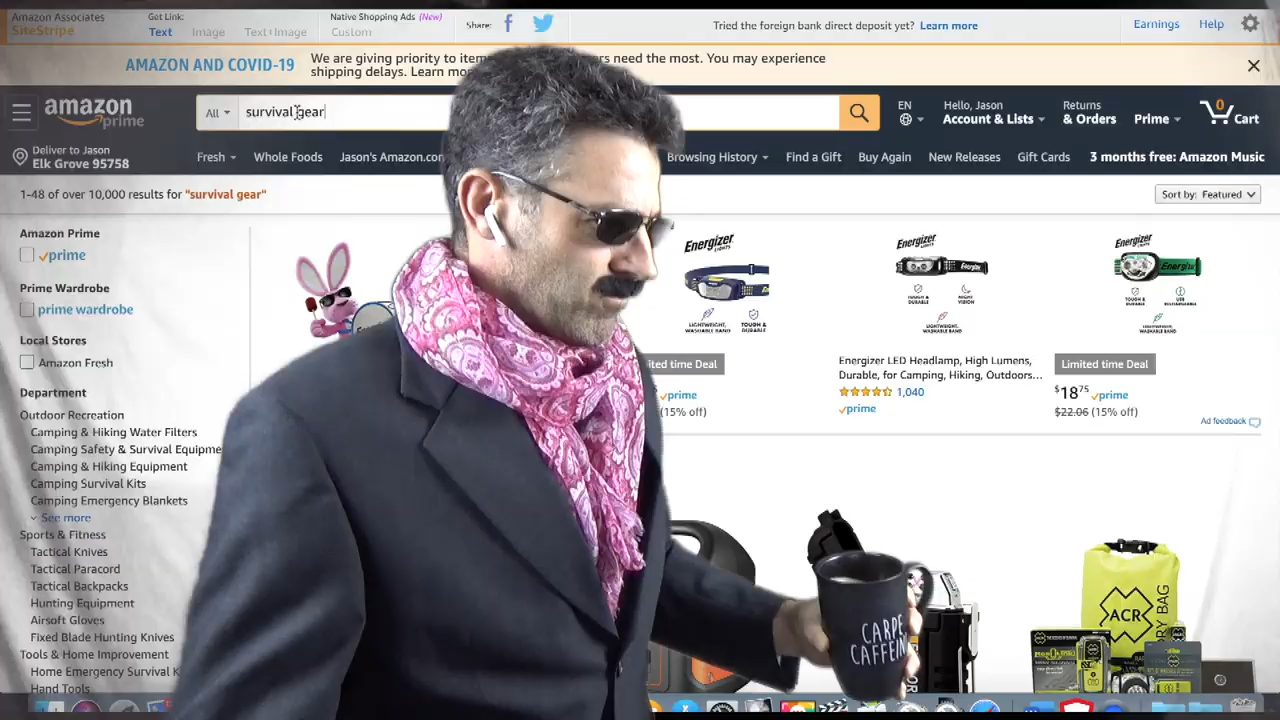 Amazon Associates
SiteStripe
Get Link:
Text Image Text+Image
Native Shopping Ads (New)
Custom
Share:
Tried the foreign bank direct deposit yet? Learn more
Earnings Help
AMAZON AND COVID-19
We are giving priority to item ers need the most. You may experience
shipping delays. Learn mo
amazon
prime
All
survival gear
EN
Hello, Jason
Account & Lists
Returns
& Orders
Prime
0
Cart
Deliver to Jason
Elk Grove 95758
Fresh Whole Foods Jason's Amazon.com Browsing History Find a Gift Buy Again New Releases Gift Cards 3 months free: Amazon Music
1-48 of over 10,000 results for "survival gear"
Sort by: Featured
Amazon Prime
prime
Prime Wardrobe
prime wardrobe
Amazon Fresh
Department
Outdoor Recreation
Camping & Hiking Water Filters
Camping Safety & Survival Equipme
Camping & Hiking Equipment
Camping Survival Kits
Camping Emergency Blankets
See more
Sports & Fitness
Tactical Knives
Tactical Paracord
Tactical Backpacks
Hunting Equipment
Airsoft Gloves
Fixed Blade Hunting Knives
Tools & Home Improvement
Home Emergency Survival K
Hand Tools
Energizer
LIGHTS
LIGHTWEIGHT,
WASHABLE BAND
TOUGH &
DURABLE
ited time Deal
prime
(15% off)
Energizer
LIGHTS
TOUGH &
DURABLE
NIGHT
VISION
LIGHTWEIGHT,
WASHABLE BAND
Energizer LED Headlamp, High Lumens,
Durable, for Camping, Hiking, Outdoors...
1,040
prime
Energizer
LIGHTS
TOUGH &
DURABLE
USB
RECHARGEABLE
LIGHTWEIGHT,
WASHABLE BAND
Limited time Deal
$18 75 prime
$22.06 (15% off)
Ad feedback
CARPE
CAFFEIN
ACR
RY BAG